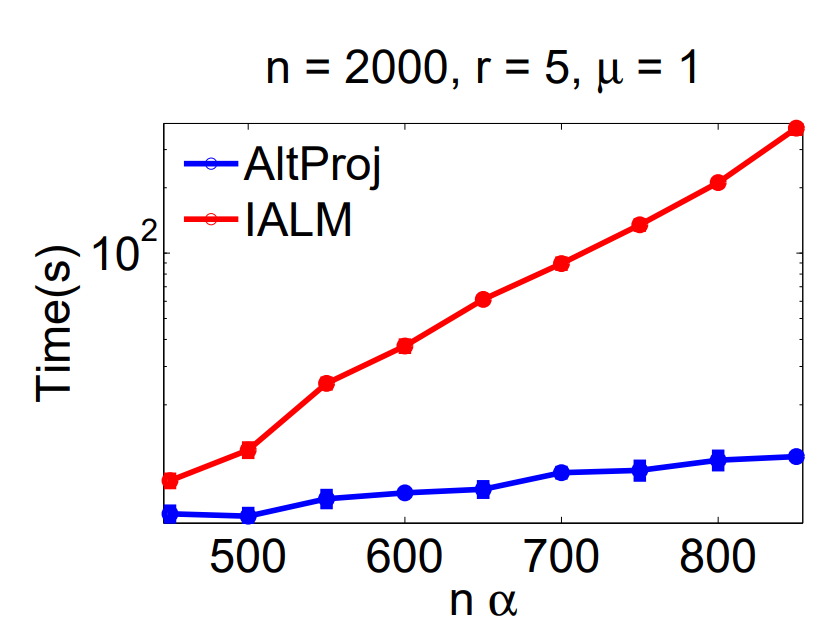 n = 2000, r = 5, μ = 1
AltProj
IALM
10²
Time(s)
500 600 700 800
n α